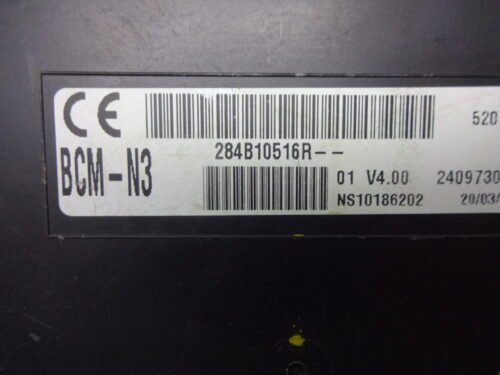 CE
520
284B10516R--
BCM-N3
01 V4.00 2409730
NS10186202 20/03/